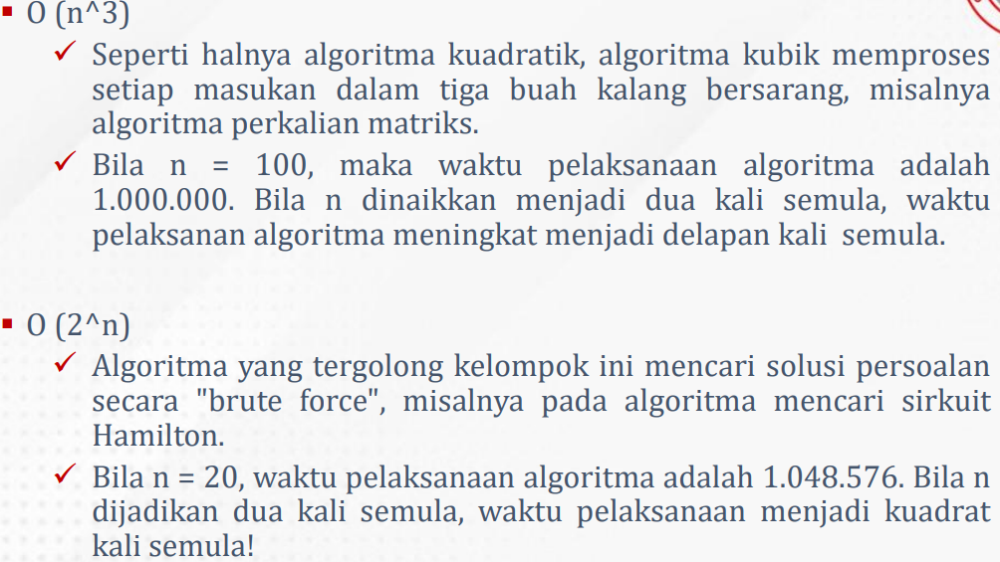 ▪ O (n^3)
✓ Seperti halnya algoritma kuadratik, algoritma kubik memproses
setiap masukan dalam tiga buah kalang bersarang, misalnya
algoritma perkalian matriks.
✓ Bila n = 100, maka waktu pelaksanaan algoritma adalah
1.000.000. Bila n dinaikkan menjadi dua kali semula, waktu
pelaksanan algoritma meningkat menjadi delapan kali semula.
▪ O (2^n)
✓ Algoritma yang tergolong kelompok ini mencari solusi persoalan
secara "brute force", misalnya pada algoritma mencari sirkuit
Hamilton.
✓ Bila n = 20, waktu pelaksanaan algoritma adalah 1.048.576. Bila n
dijadikan dua kali semula, waktu pelaksanaan menjadi kuadrat
kali semula!